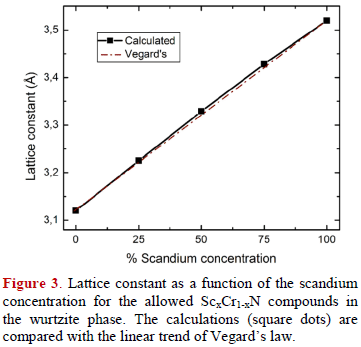 3,5
3,4
3,3
3,2
3,1
Lattice constant (Å)
Calculated
Vegard's
0 25 50 75 100
% Scandium concentration
Figure 3. Lattice constant as a function of the scandium
concentration for the allowed ScxCr1-xN compounds in
the wurtzite phase. The calculations (square dots) are
compared with the linear trend of Vegard’s law.